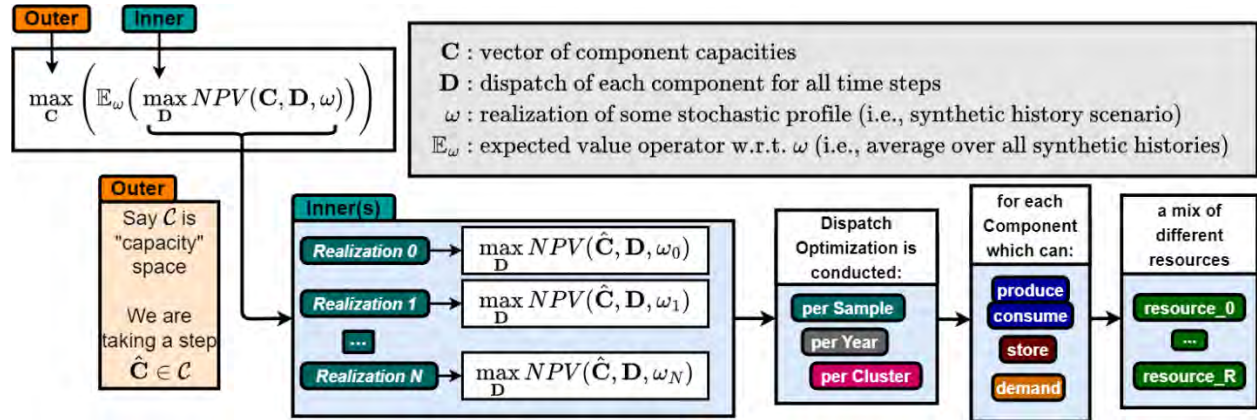 Outer
Inner
max_C ( 𝔼_ω ( max_D NPV(C, D, ω) ) )
C : vector of component capacities
D : dispatch of each component for all time steps
ω : realization of some stochastic profile (i.e., synthetic history scenario)
𝔼_ω : expected value operator w.r.t. ω (i.e., average over all synthetic histories)
Outer
Say 𝒞 is
"capacity"
space
We are
taking a step
Ĉ ∈ 𝒞
Inner(s)
Realization 0
max_D NPV(Ĉ, D, ω_0)
Realization 1
max_D NPV(Ĉ, D, ω_1)
...
Realization N
max_D NPV(Ĉ, D, ω_N)
Dispatch
Optimization is
conducted:
per Sample
per Year
per Cluster
for each
Component
which can:
produce
consume
store
demand
a mix of
different
resources
resource_0
...
resource_R